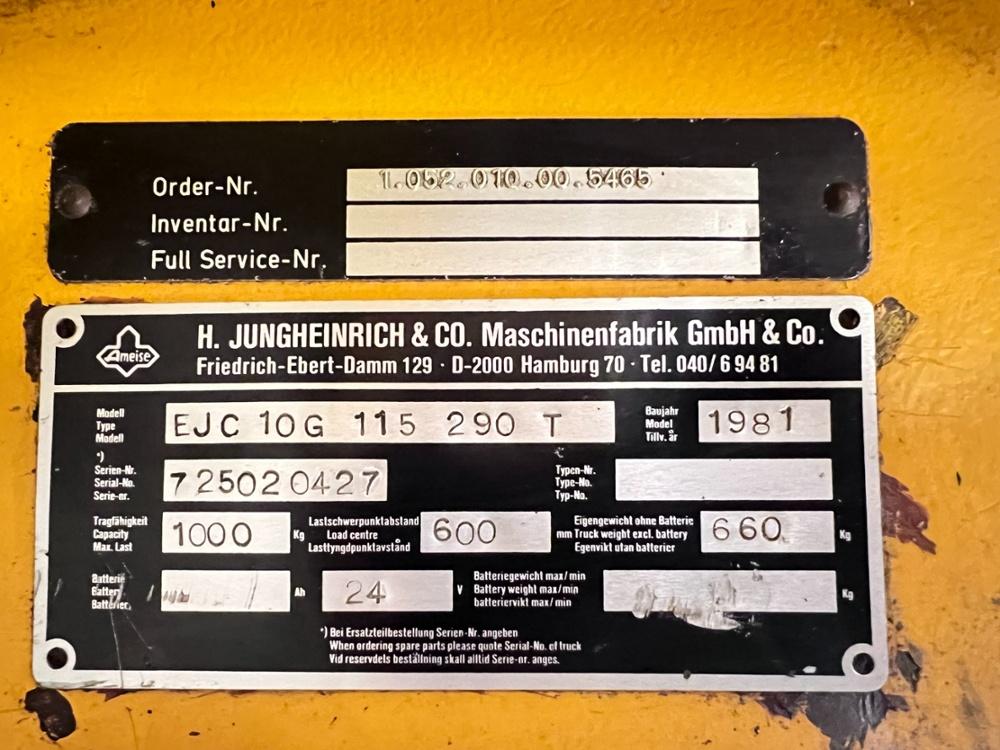 Order-Nr. 1.052.010.00.5465
Inventar-Nr.
Full Service-Nr.
Ameise
H. JUNGHEINRICH & CO. Maschinenfabrik GmbH & Co.
Friedrich-Ebert-Damm 129 · D-2000 Hamburg 70 · Tel. 040/6 94 81
Modell
Type
Modell
EJC 10G 115 290 T
Baujahr
Model
Tillv. år
1981
*)
Serien-Nr.
Serial-No.
Serie-nr.
725020427
Typen-Nr.
Type-No.
Typ-No.
Tragfähigkeit
Capacity
Max. Last
1000 Kg
Lastschwerpunktabstand
Load centre
Lasttyngdpunktavstånd
600 mm
Eigengewicht ohne Batterie
Truck weight excl. battery
Egenvikt utan batterier
660 Kg
Batterie
Battery
Batterier
Ah
24 V
Batteriegewicht max/min
Battery weight max/min
batteriervikt max/min
Kg
*) Bei Ersatzteilbestellung Serien-Nr. angeben
When ordering spare parts please quote Serial-No. of truck
Vid reservdels beställning skall alltid Serie-nr. anges.